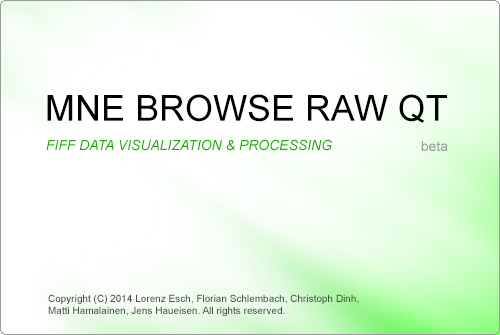 MNE BROWSE RAW QT
FIFF DATA VISUALIZATION & PROCESSING
beta
Copyright (C) 2014 Lorenz Esch, Florian Schlembach, Christoph Dinh,
Matti Hamalainen, Jens Haueisen. All rights reserved.